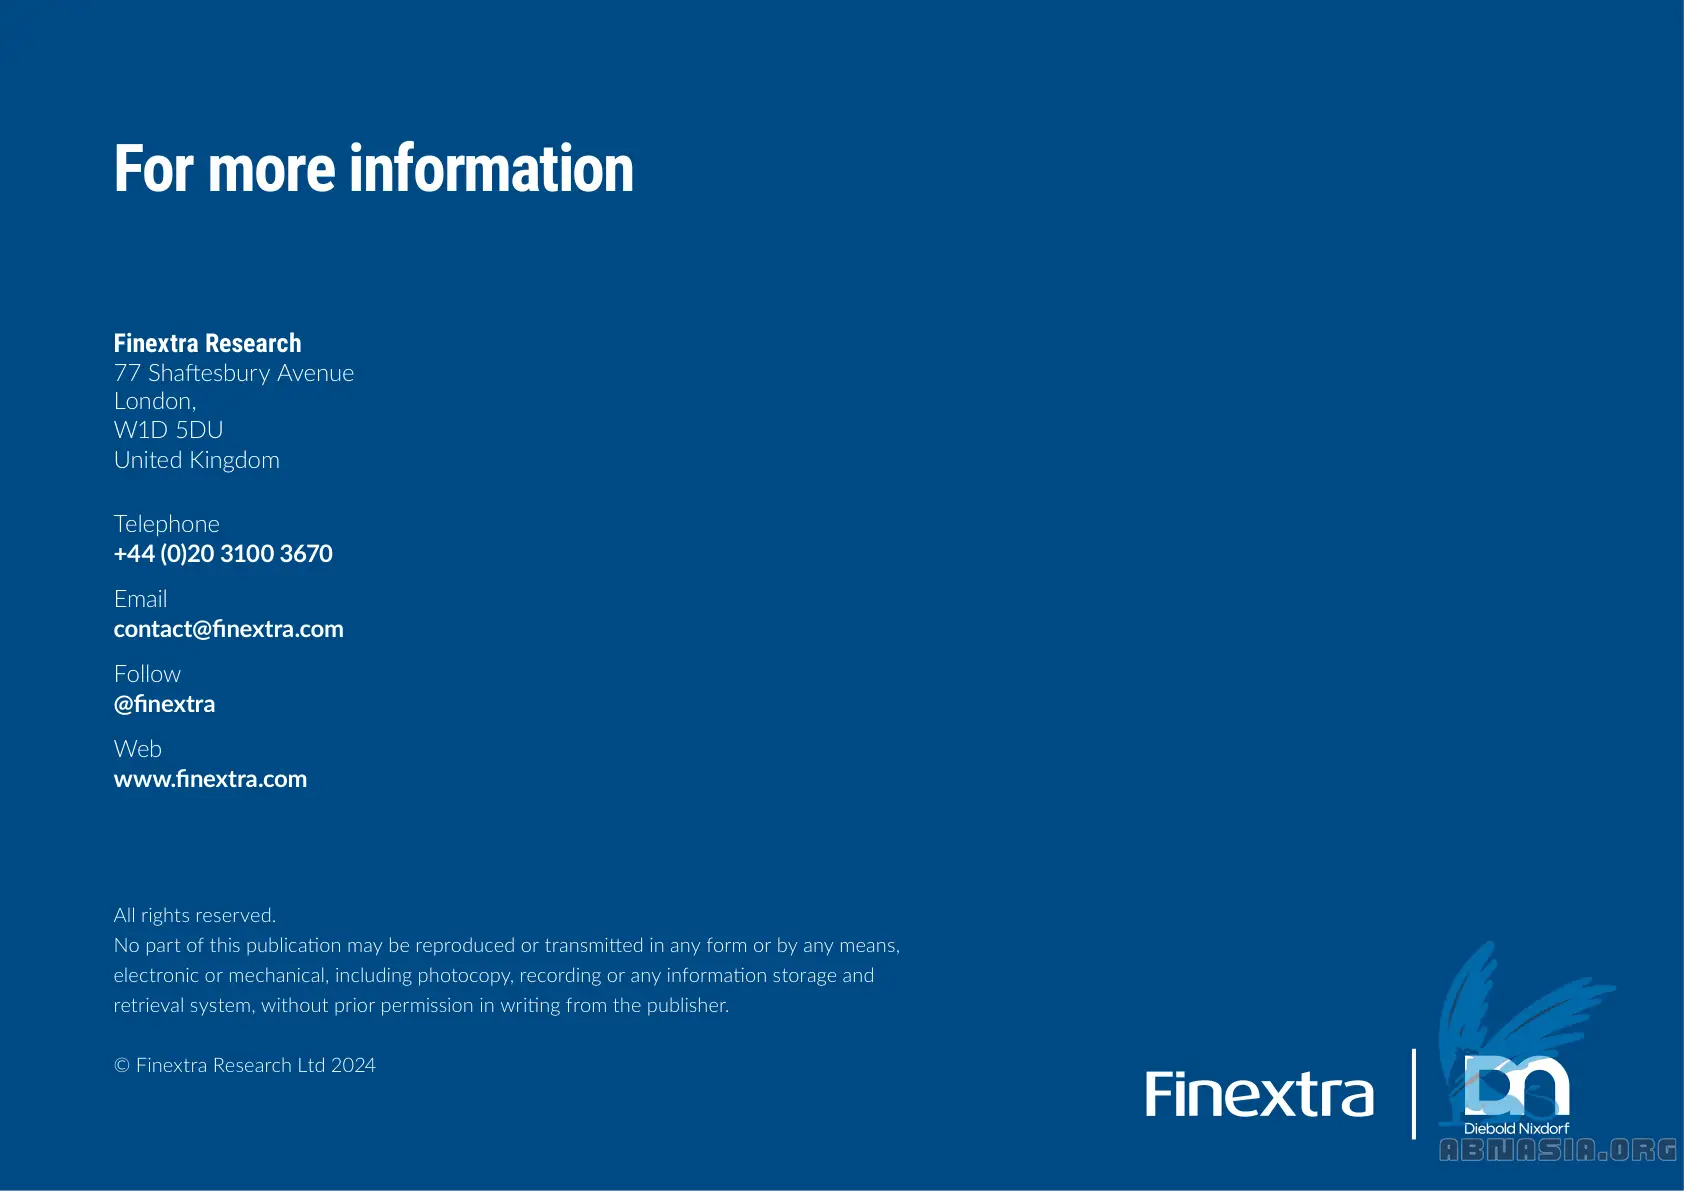 For more information
Finextra Research
77 Shaftesbury Avenue
London,
W1D 5DU
United Kingdom
Telephone
+44 (0)20 3100 3670
Email
contact@finextra.com
Follow
@finextra
Web
www.finextra.com
All rights reserved.
No part of this publication may be reproduced or transmitted in any form or by any means,
electronic or mechanical, including photocopy, recording or any information storage and
retrieval system, without prior permission in writing from the publisher.
© Finextra Research Ltd 2024
Finextra
DN
Diebold Nixdorf
ABNASIA.ORG